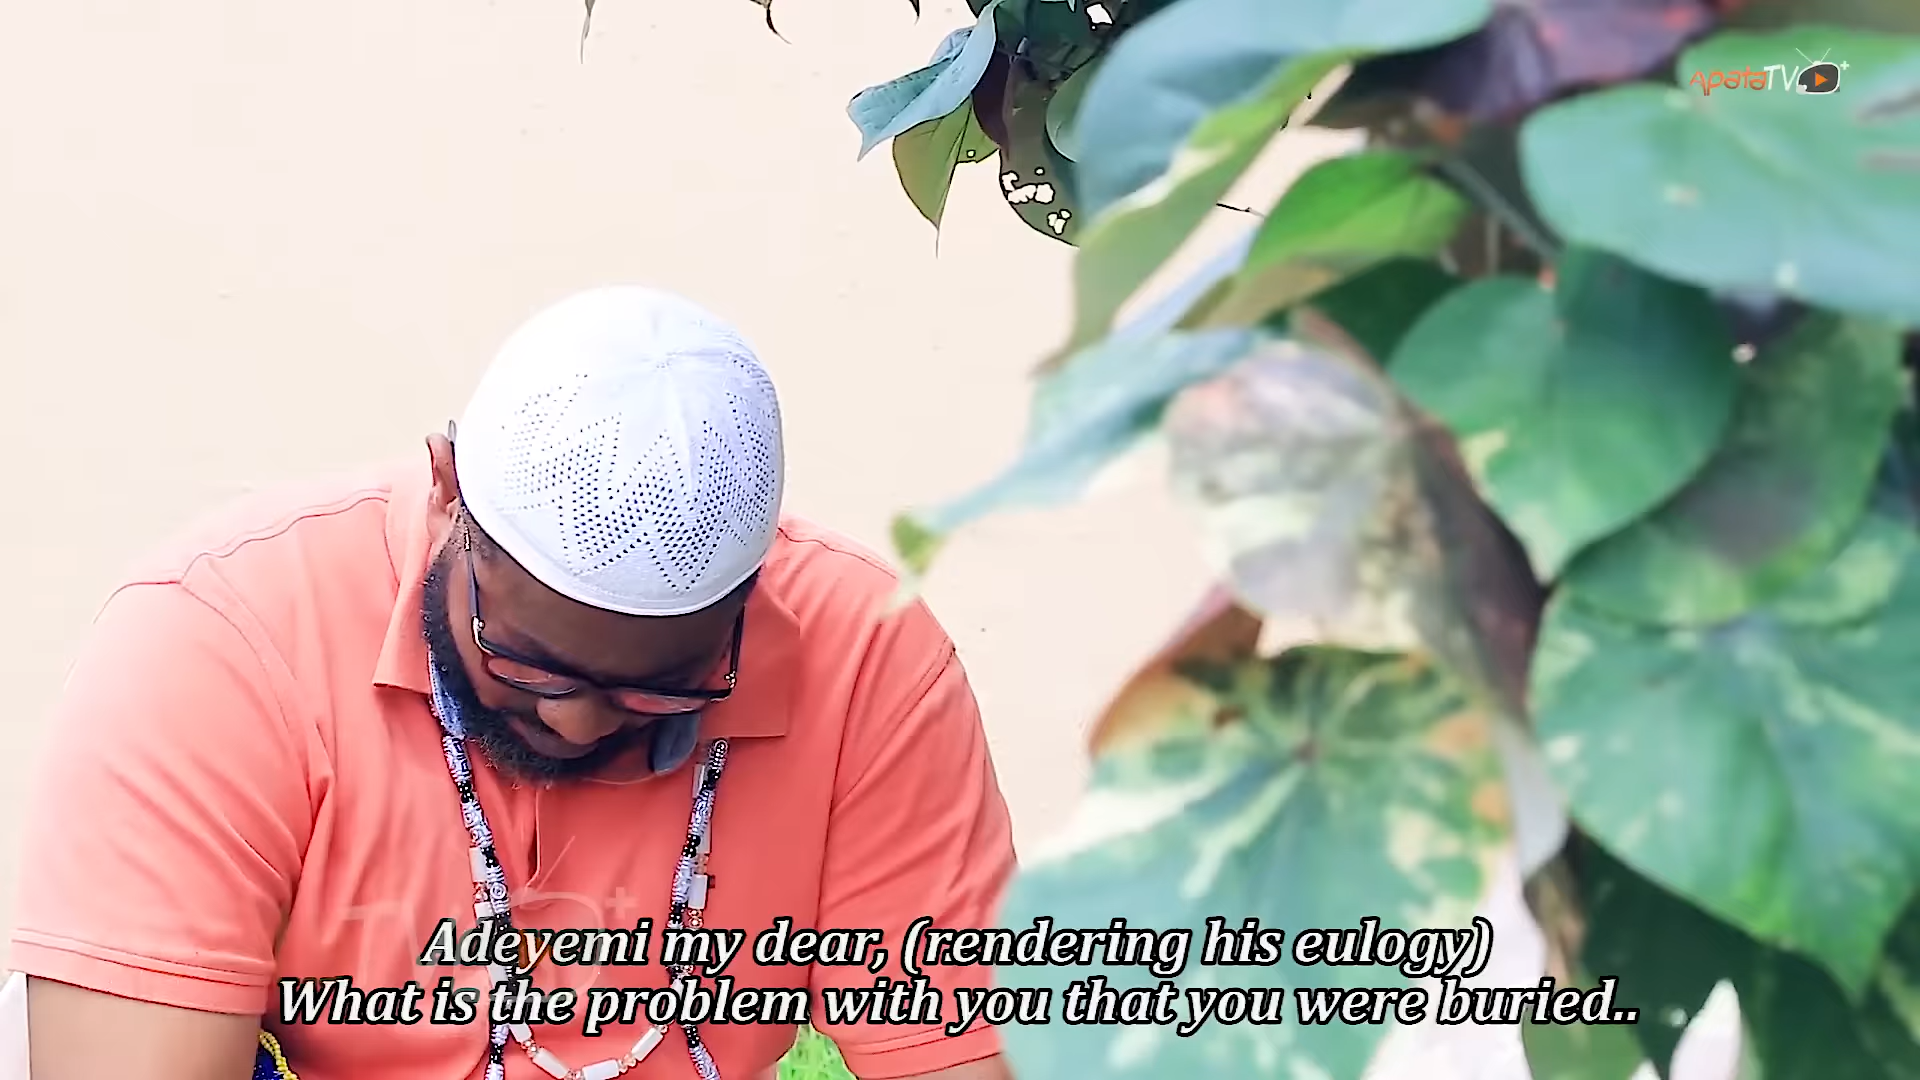 ApataTV+
Adeyemi my dear, (rendering his eulogy)
What is the problem with you that you were buried..